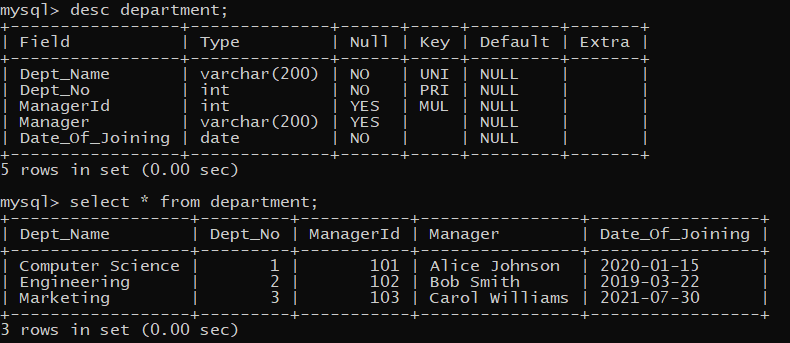 mysql> desc department;
+-----------------+--------------+------+-----+---------+-------+
| Field           | Type         | Null | Key | Default | Extra |
+-----------------+--------------+------+-----+---------+-------+
| Dept_Name       | varchar(200) | NO   | UNI | NULL    |       |
| Dept_No         | int          | NO   | PRI | NULL    |       |
| ManagerId       | int          | YES  | MUL | NULL    |       |
| Manager         | varchar(200) | YES  |     | NULL    |       |
| Date_Of_Joining | date         | NO   |     | NULL    |       |
+-----------------+--------------+------+-----+---------+-------+
5 rows in set (0.00 sec)
mysql> select * from department;
+------------------+---------+-----------+----------------+-----------------+
| Dept_Name        | Dept_No | ManagerId | Manager        | Date_Of_Joining |
+------------------+---------+-----------+----------------+-----------------+
| Computer Science |       1 |       101 | Alice Johnson  | 2020-01-15      |
| Engineering      |       2 |       102 | Bob Smith      | 2019-03-22      |
| Marketing        |       3 |       103 | Carol Williams | 2021-07-30      |
+------------------+---------+-----------+----------------+-----------------+
3 rows in set (0.00 sec)